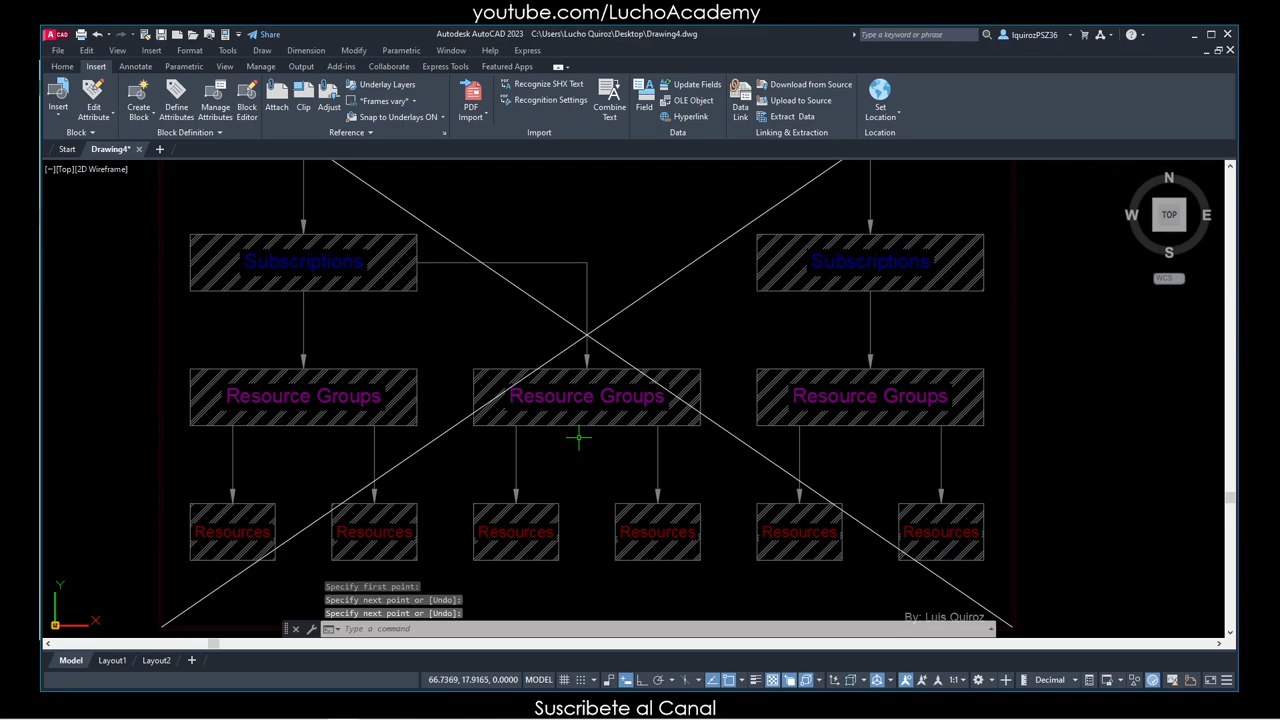 youtube.com/LuchoAcademy
Share
Autodesk AutoCAD 2023 C:\Users\Lucho Quiroz\Desktop\Drawing4.dwg
Type a keyword or phrase
lquirozPSZ36
File Edit View Insert Format Tools Draw Dimension Modify Parametric Window Help Express
Home Insert Annotate Parametric View Manage Output Add-ins Collaborate Express Tools Featured Apps
Insert
Edit Attribute
Create Block
Define Attributes
Manage Attributes
Block Editor
Attach
Clip
Adjust
Underlay Layers
*Frames vary*
Snap to Underlays ON
PDF Import
Recognize SHX Text
Recognition Settings
Combine Text
Field
Update Fields
OLE Object
Hyperlink
Data Link
Download from Source
Upload to Source
Extract Data
Set Location
Block
Block Definition
Reference
Import
Data
Linking & Extraction
Location
Start
Drawing4*
[−][Top][2D Wireframe]
N
W TOP E
S
WCS
Subscriptions
Subscriptions
Resource Groups
Resource Groups
Resource Groups
Resources
Resources
Resources
Resources
Resources
Resources
Y
X
Specify first point:
Specify next point or [Undo]:
Specify next point or [Undo]:
By: Luis Quiroz
Type a command
Model Layout1 Layout2
66.7369, 17.9165, 0.0000 MODEL
1:1
Decimal
Suscribete al Canal